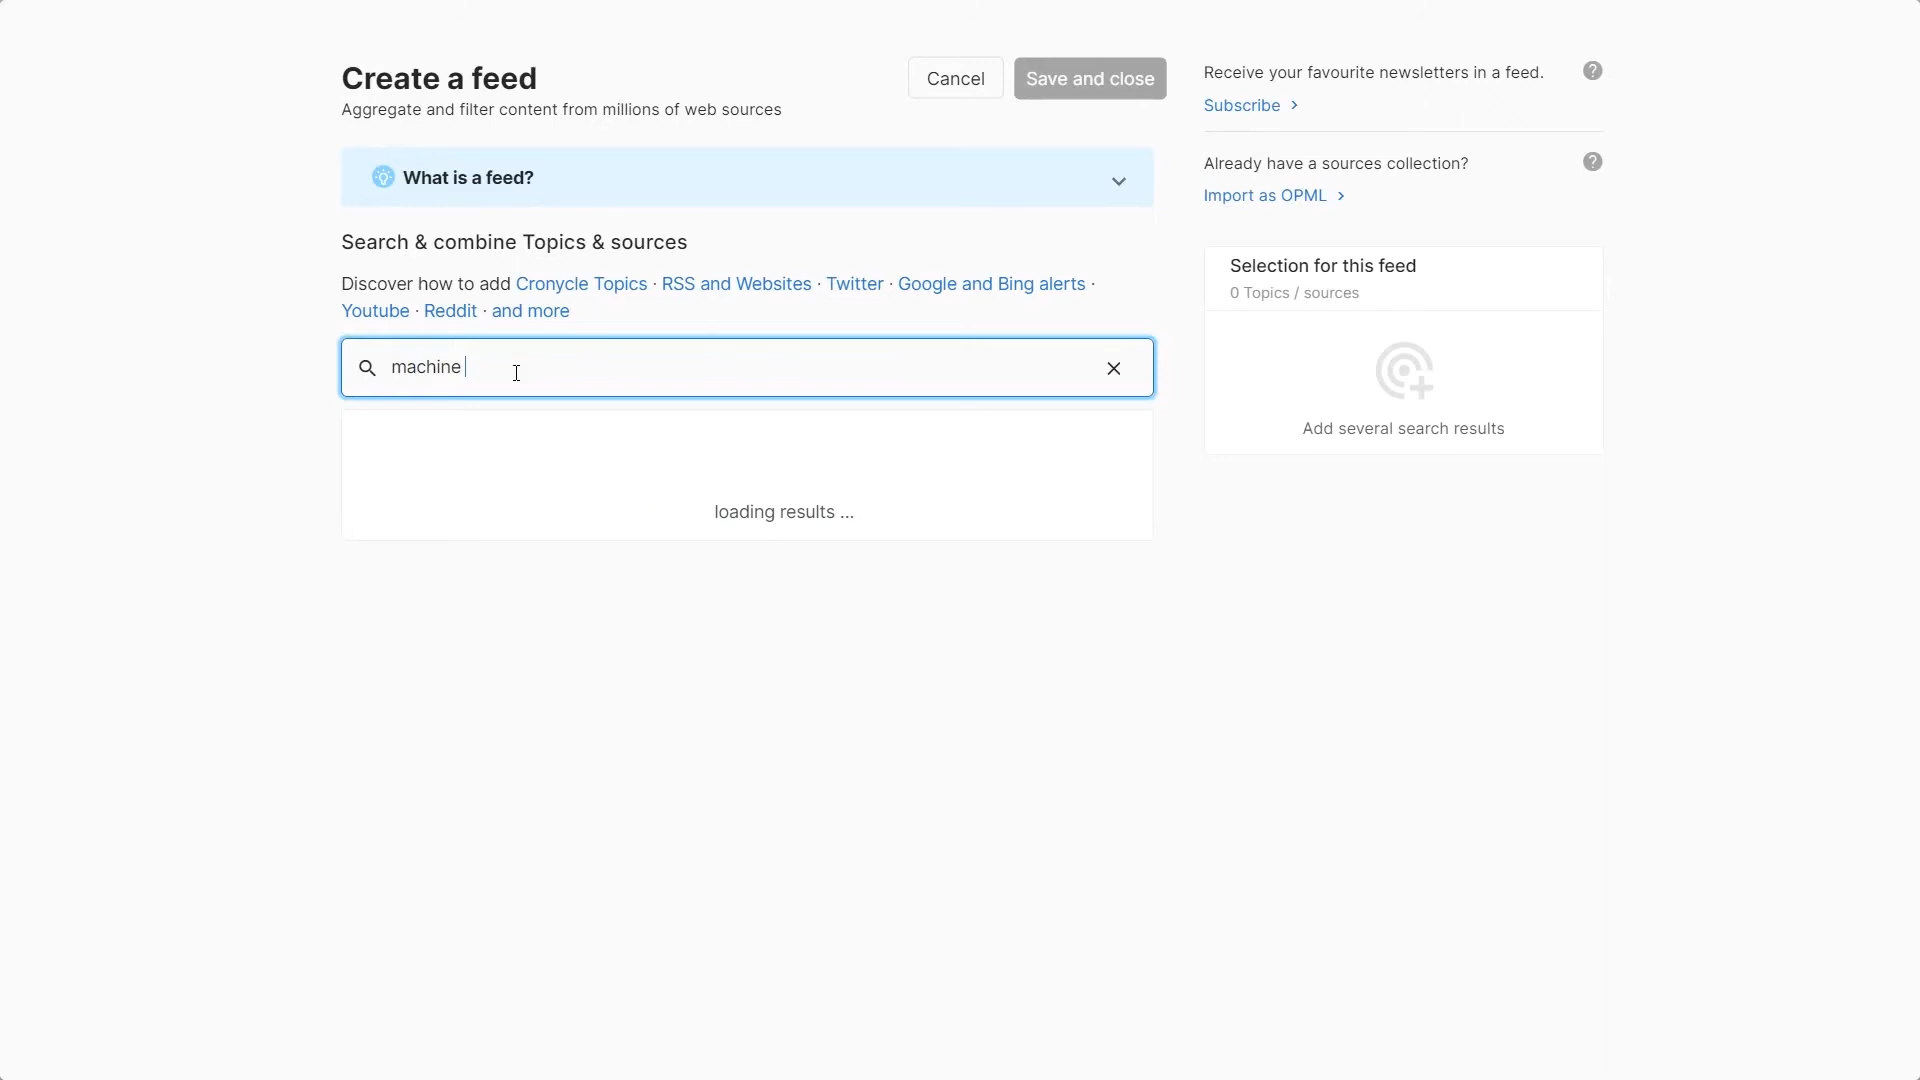 Create a feed
Aggregate and filter content from millions of web sources
Cancel
Save and close
What is a feed?
Search & combine Topics & sources
Discover how to add Cronycle Topics · RSS and Websites · Twitter · Google and Bing alerts ·
Youtube · Reddit · and more
machine
loading results ...
Receive your favourite newsletters in a feed.
?
Subscribe >
Already have a sources collection?
?
Import as OPML >
Selection for this feed
0 Topics / sources
Add several search results